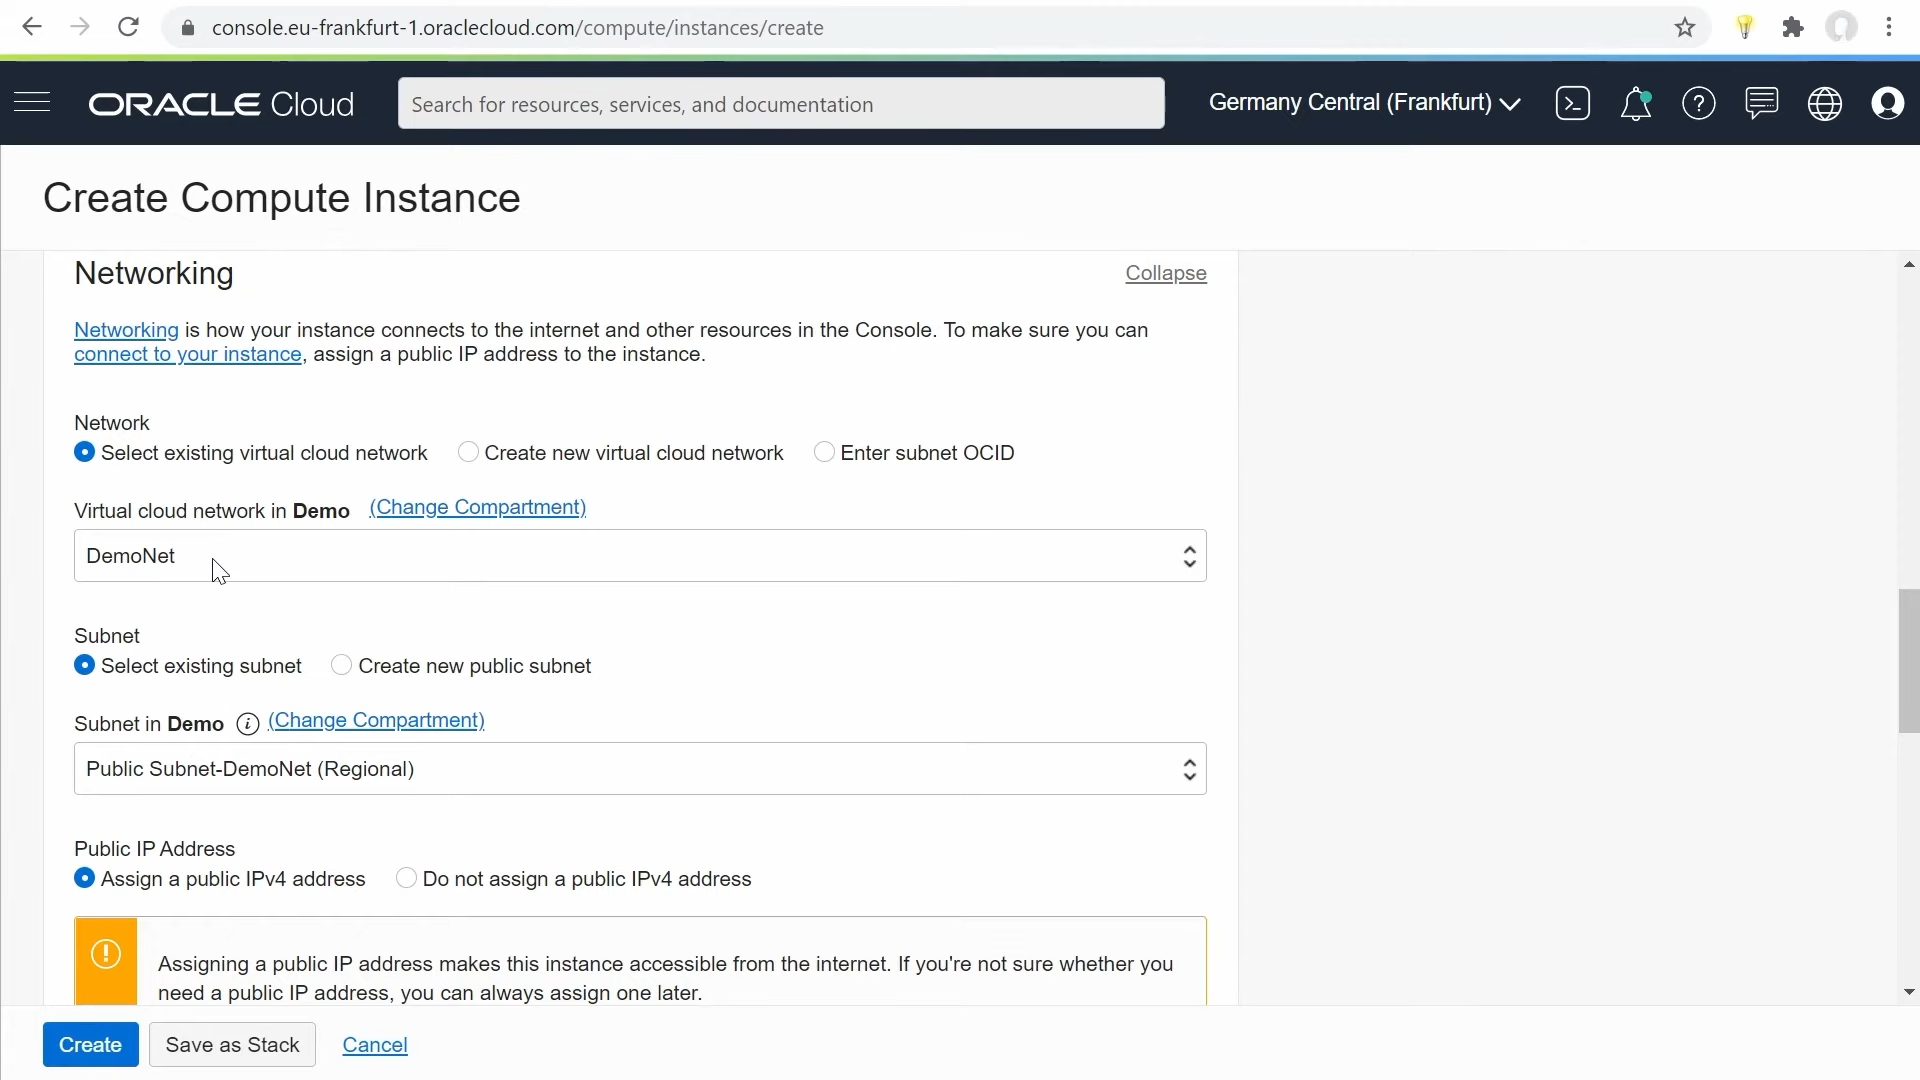 console.eu-frankfurt-1.oraclecloud.com/compute/instances/create
ORACLE Cloud
Search for resources, services, and documentation
Germany Central (Frankfurt)
Create Compute Instance
Networking
Collapse
Networking is how your instance connects to the internet and other resources in the Console. To make sure you can
connect to your instance, assign a public IP address to the instance.
Network
Select existing virtual cloud network
Create new virtual cloud network
Enter subnet OCID
Virtual cloud network in Demo (Change Compartment)
DemoNet
Subnet
Select existing subnet
Create new public subnet
Subnet in Demo (Change Compartment)
Public Subnet-DemoNet (Regional)
Public IP Address
Assign a public IPv4 address
Do not assign a public IPv4 address
Assigning a public IP address makes this instance accessible from the internet. If you're not sure whether you
need a public IP address, you can always assign one later.
Create
Save as Stack
Cancel